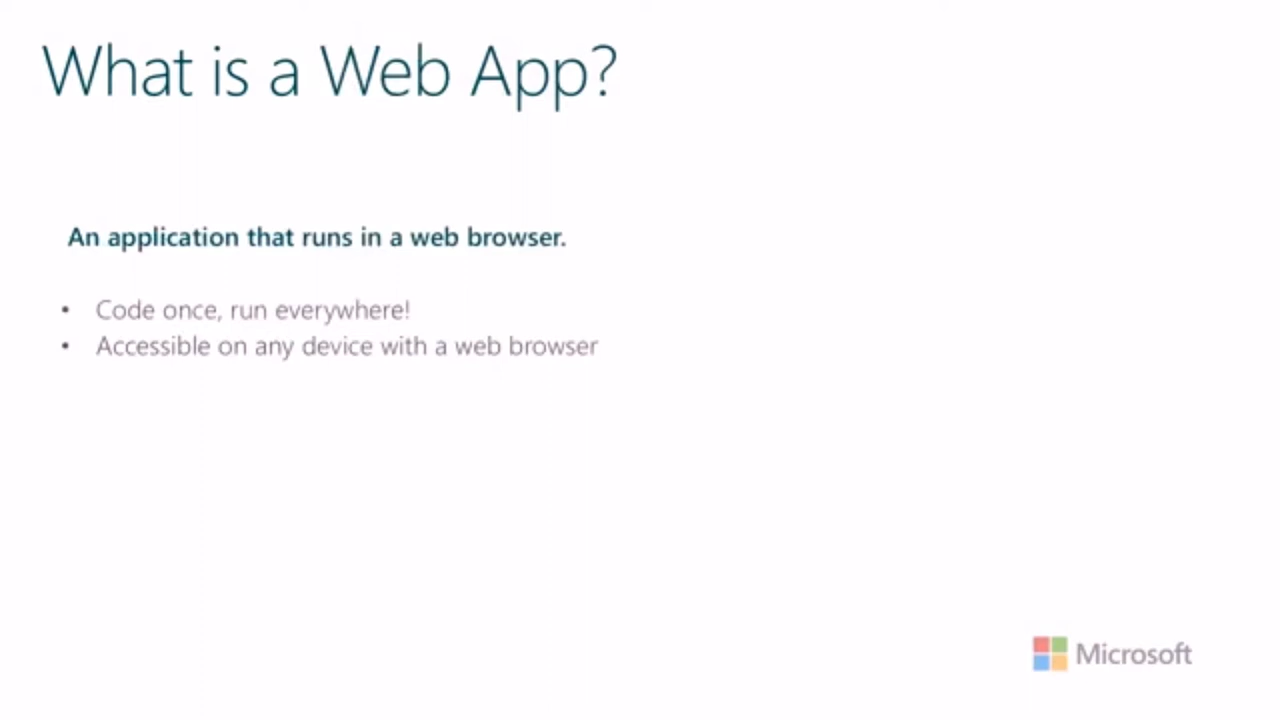 What is a Web App?
An application that runs in a web browser.
• Code once, run everywhere!
• Accessible on any device with a web browser
Microsoft